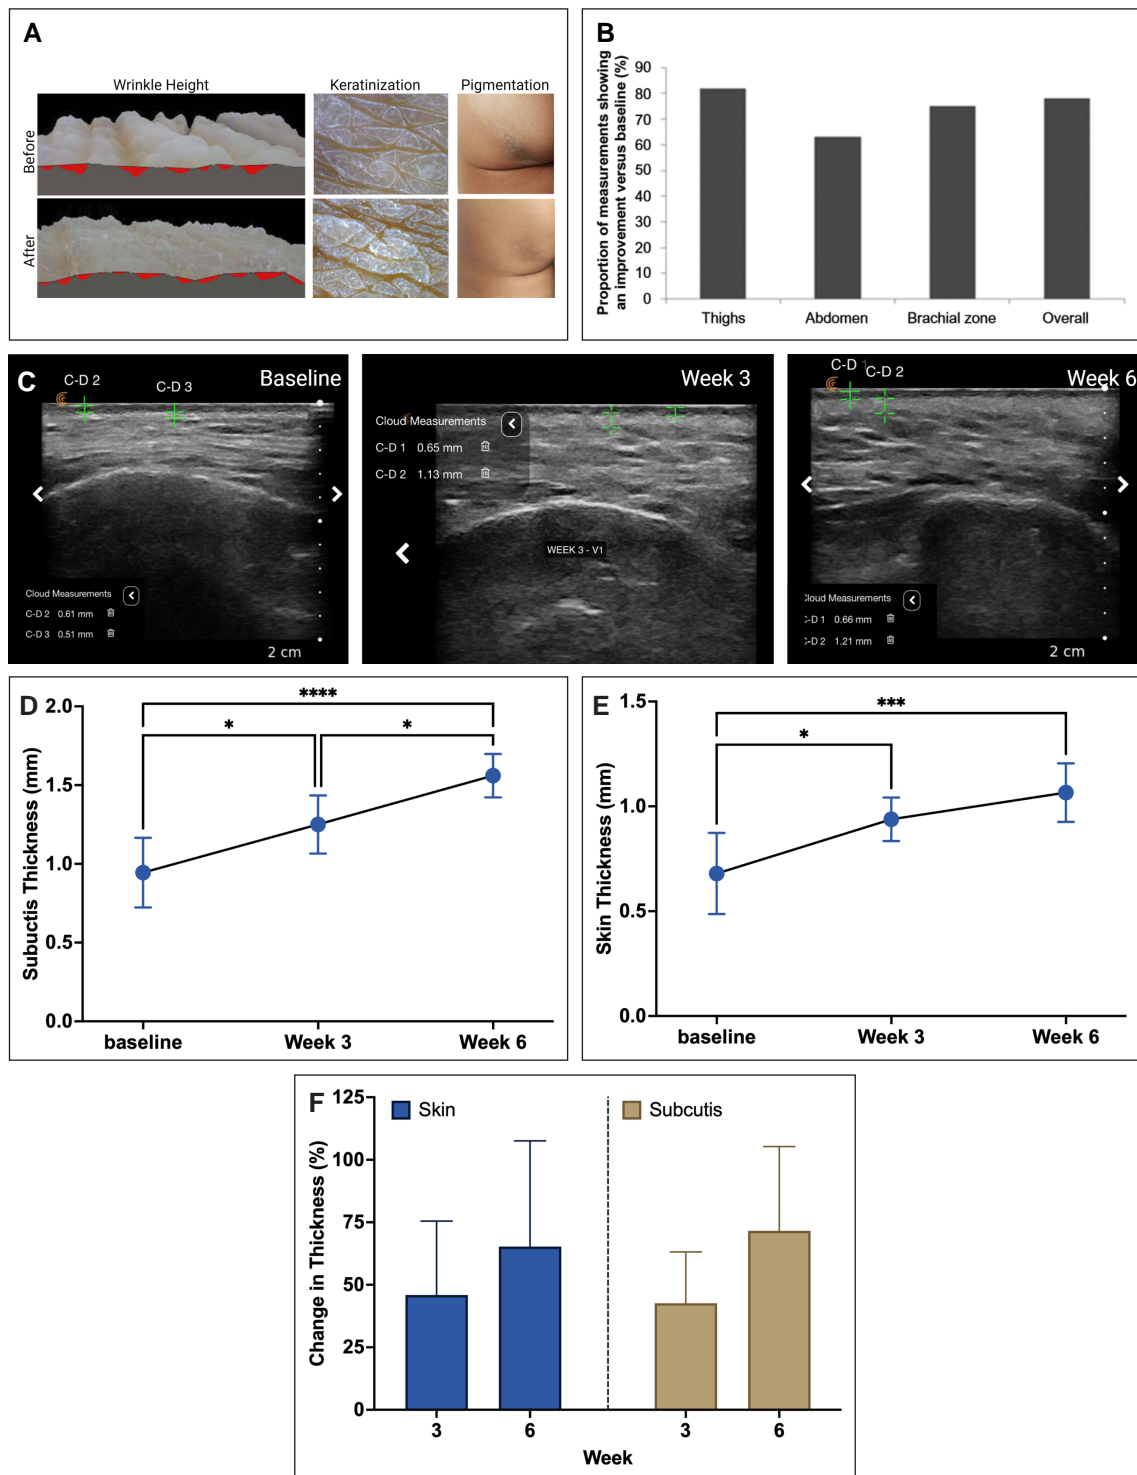 A
Wrinkle Height
Keratinization
Pigmentation
Before
After
B
Proportion of measurements showing
an improvement versus baseline (%)
90
80
70
60
50
40
30
20
10
0
Thighs
Abdomen
Brachial zone
Overall
C
C-D 2
C-D 3
Baseline
Cloud Measurements
C-D 2 0.61 mm
C-D 3 0.51 mm
2 cm
Week 3
Cloud Measurements
C-D 1 0.65 mm
C-D 2 1.13 mm
WEEK 3 - V1
C-D
C-D 2
Week 6
Cloud Measurements
C-D 1 0.66 mm
C-D 2 1.21 mm
2 cm
D
Subuctis Thickness (mm)
2.0
1.5
1.0
0.5
0.0
****
*
*
baseline
Week 3
Week 6
E
Skin Thickness (mm)
1.5
1.0
0.5
0.0
***
*
baseline
Week 3
Week 6
F
Change in Thickness (%)
125
100
75
50
25
0
Skin
Subcutis
3
6
3
6
Week